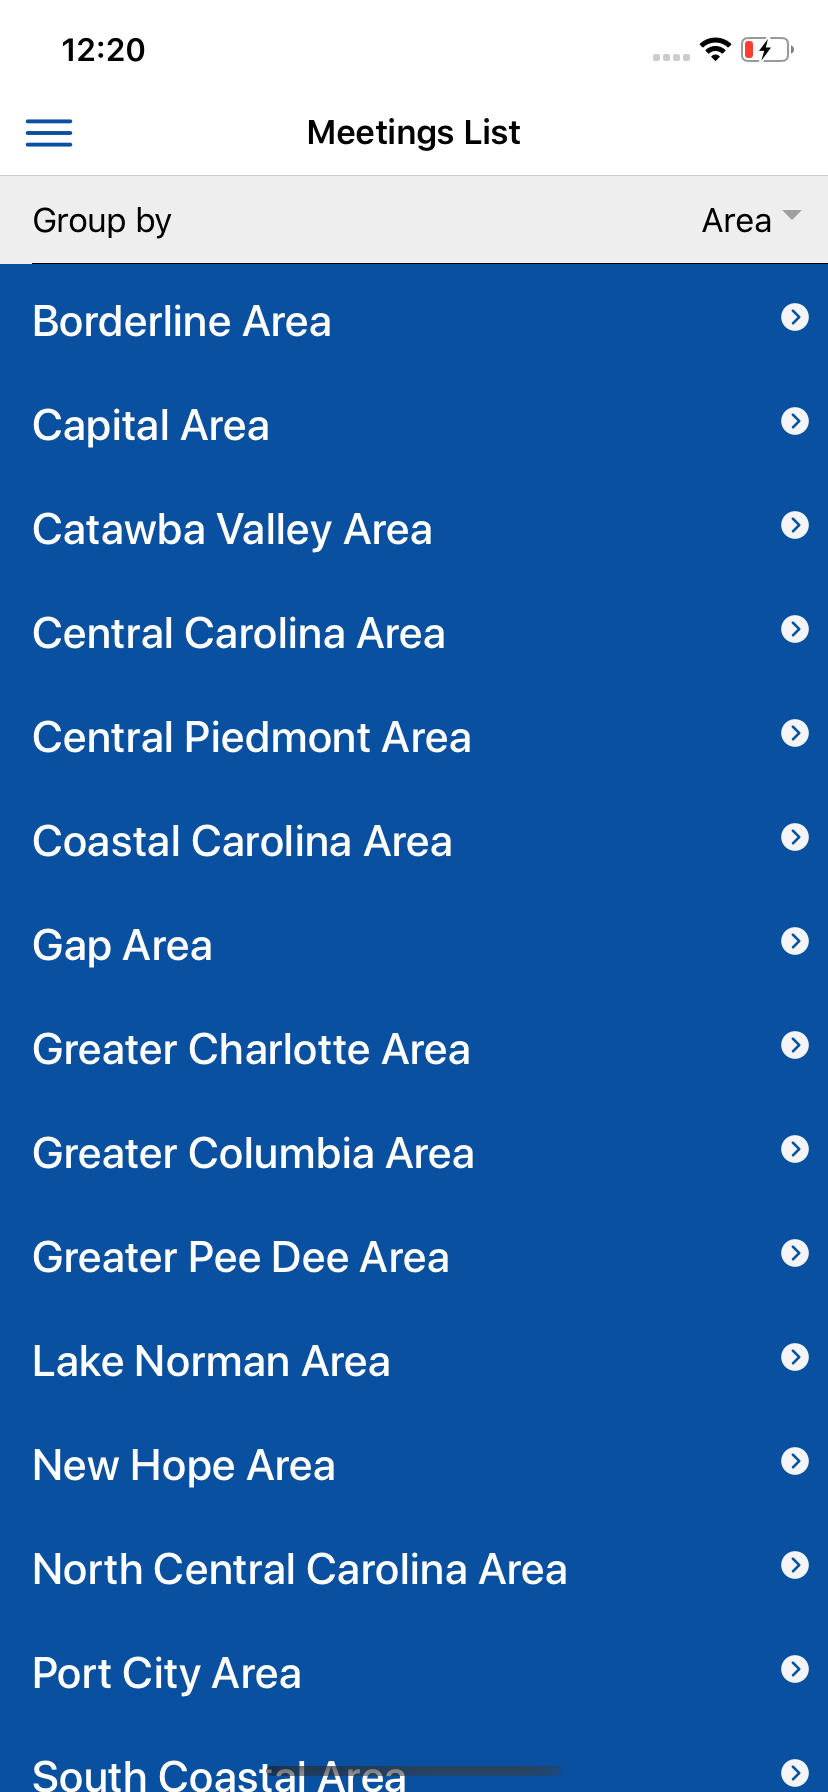 12:20
Meetings List
Group by Area
Borderline Area
Capital Area
Catawba Valley Area
Central Carolina Area
Central Piedmont Area
Coastal Carolina Area
Gap Area
Greater Charlotte Area
Greater Columbia Area
Greater Pee Dee Area
Lake Norman Area
New Hope Area
North Central Carolina Area
Port City Area
South Coastal Area